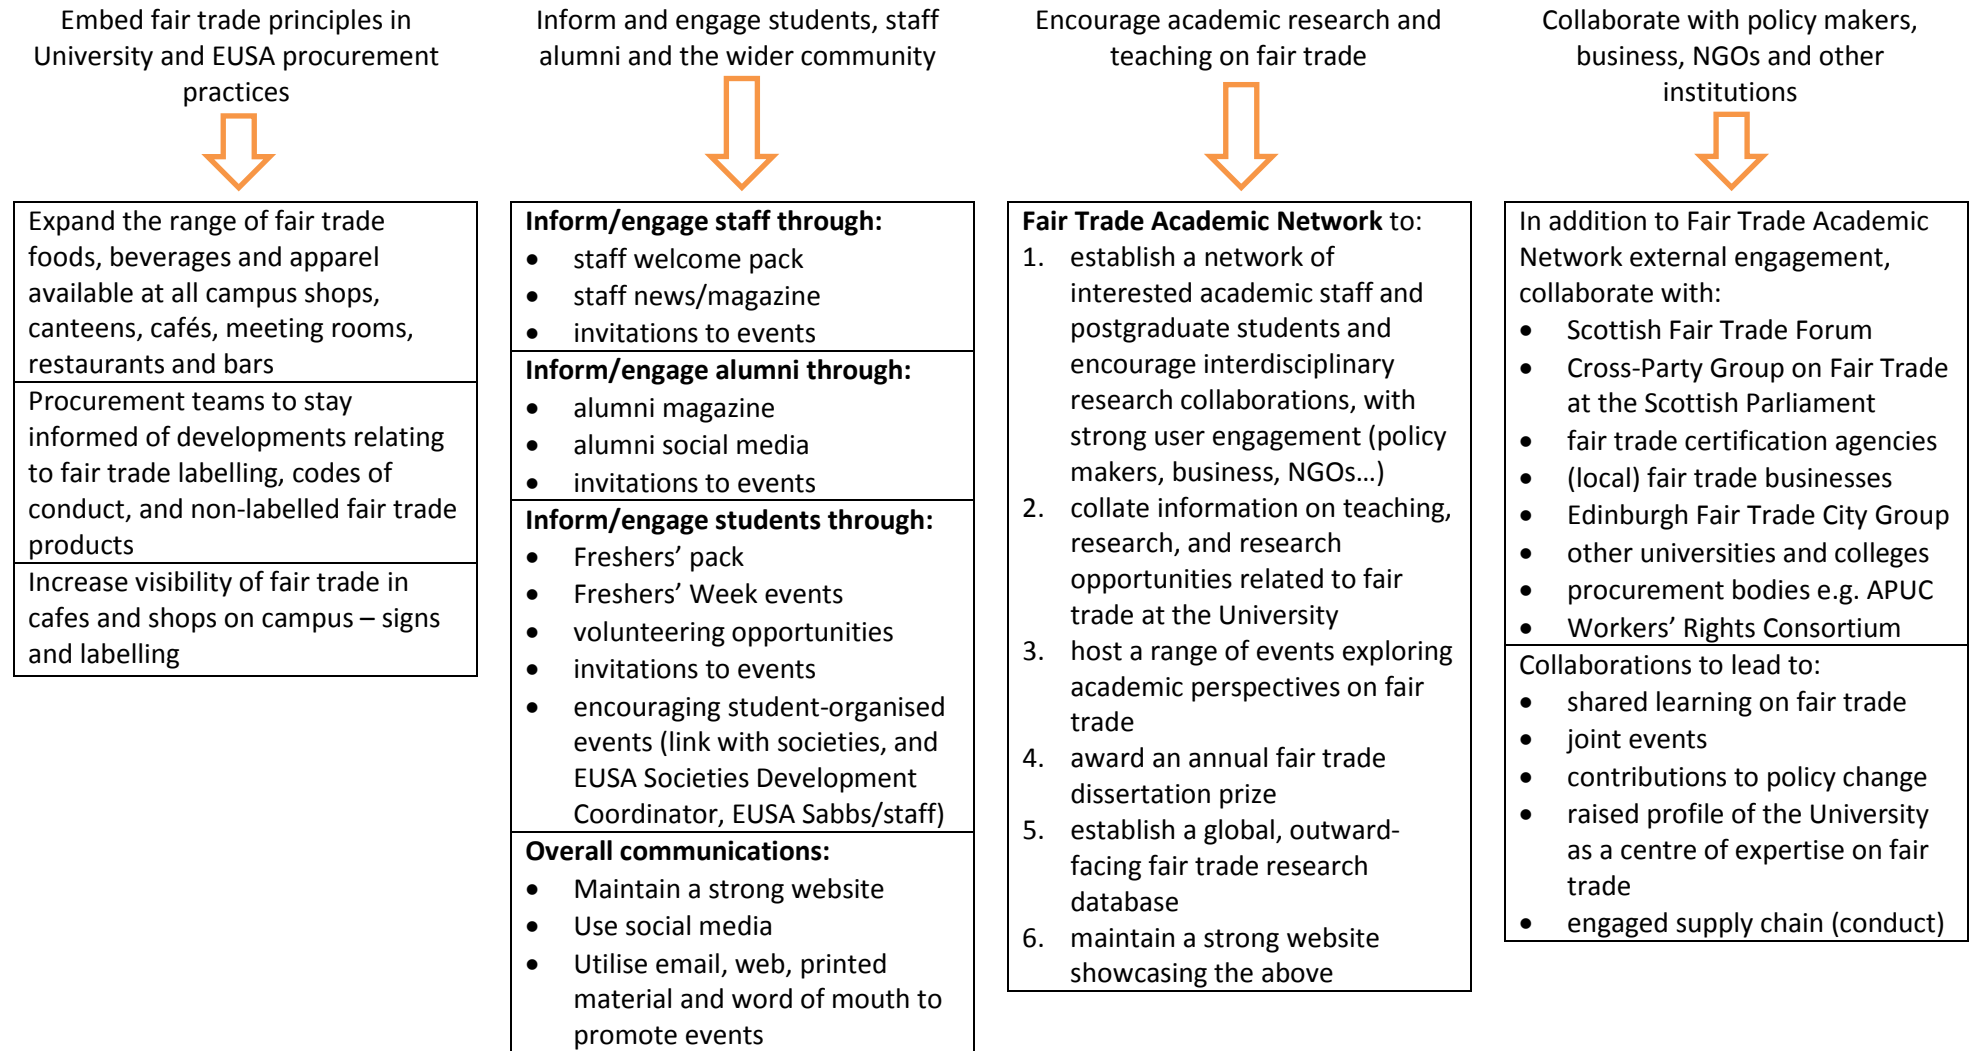 Embed fair trade principles in
University and EUSA procurement
practices
Expand the range of fair trade
foods, beverages and apparel
available at all campus shops,
canteens, cafés, meeting rooms,
restaurants and bars
Procurement teams to stay
informed of developments relating
to fair trade labelling, codes of
conduct, and non-labelled fair trade
products
Increase visibility of fair trade in
cafes and shops on campus – signs
and labelling
Inform and engage students, staff
alumni and the wider community
Inform/engage staff through:
• staff welcome pack
• staff news/magazine
• invitations to events
Inform/engage alumni through:
• alumni magazine
• alumni social media
• invitations to events
Inform/engage students through:
• Freshers’ pack
• Freshers’ Week events
• volunteering opportunities
• invitations to events
• encouraging student-organised
events (link with societies, and
EUSA Societies Development
Coordinator, EUSA Sabbs/staff)
Overall communications:
• Maintain a strong website
• Use social media
• Utilise email, web, printed
material and word of mouth to
promote events
Encourage academic research and
teaching on fair trade
Fair Trade Academic Network to:
1. establish a network of
interested academic staff and
postgraduate students and
encourage interdisciplinary
research collaborations, with
strong user engagement (policy
makers, business, NGOs…)
2. collate information on teaching,
research, and research
opportunities related to fair
trade at the University
3. host a range of events exploring
academic perspectives on fair
trade
4. award an annual fair trade
dissertation prize
5. establish a global, outward-
facing fair trade research
database
6. maintain a strong website
showcasing the above
Collaborate with policy makers,
business, NGOs and other
institutions
In addition to Fair Trade Academic
Network external engagement,
collaborate with:
• Scottish Fair Trade Forum
• Cross-Party Group on Fair Trade
at the Scottish Parliament
• fair trade certification agencies
• (local) fair trade businesses
• Edinburgh Fair Trade City Group
• other universities and colleges
• procurement bodies e.g. APUC
• Workers’ Rights Consortium
Collaborations to lead to:
• shared learning on fair trade
• joint events
• contributions to policy change
• raised profile of the University
as a centre of expertise on fair
trade
• engaged supply chain (conduct)